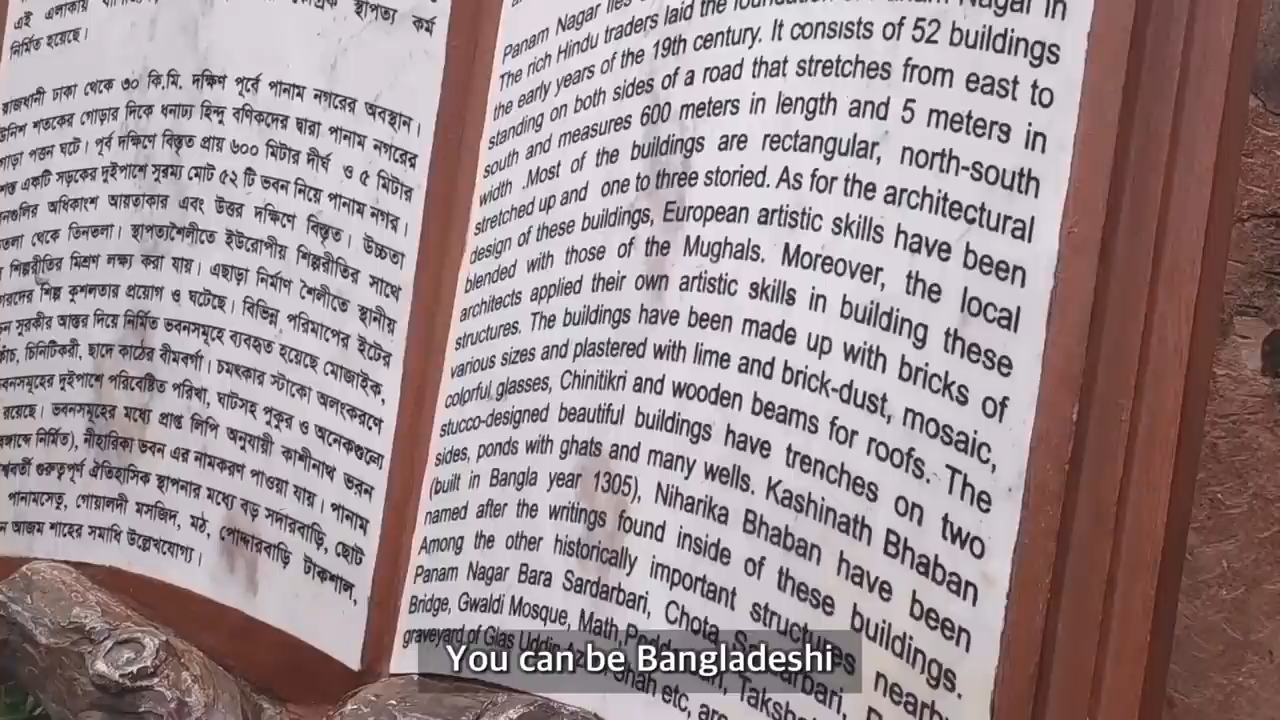 এই এলাকায়
স্থাপত্য কর্ম
নির্মিত হয়েছে।
রাজধানী ঢাকা থেকে ৩০ কি.মি. দক্ষিণ পূর্বে পানাম নগরের অবস্থান।
উনিশ শতকের গোড়ার দিকে ধনাঢ্য হিন্দু বণিকদের দ্বারা পানাম নগরের
গোড়া পত্তন ঘটে। পূর্ব দক্ষিণে বিস্তৃত প্রায় ৬০০ মিটার দীর্ঘ ও ৫ মিটার
একটি সড়কের দুইপাশে সুরম্য মোট ৫২ টি ভবন নিয়ে পানাম নগর।
অধিকাংশ আয়তাকার এবং উত্তর দক্ষিণে বিস্তৃত। উচ্চতা
থেকে তিনতলা। স্থাপত্যশৈলীতে ইউরোপীয় শিল্পরীতির সাথে
শিল্পরীতির মিশ্রণ লক্ষ্য করা যায়। এছাড়া নির্মাণ শৈলীতে স্থানীয়
শিল্প কুশলতার প্রয়োগ ও ঘটেছে। বিভিন্ন পরিমাপের ইটের
সুরকীর আস্তর দিয়ে নির্মিত ভবনসমূহে ব্যবহৃত হয়েছে মোজাইক,
চিনিটিকরী, ছাদে কাঠের বীমবর্গা। চমৎকার স্টাকো অলংকরণে
দুইপাশে পরিবেষ্টিত পরিখা, ঘাটসহ পুকুর ও অনেকগুলো
রয়েছে। ভবনসমূহের মধ্যে প্রাপ্ত লিপি অনুযায়ী কাশীনাথ ভবন
নির্মিত), নীহারিকা ভবন এর নামকরণ পাওয়া যায়। পানাম
গুরুত্বপূর্ণ ঐতিহাসিক স্থাপনার মধ্যে বড় সর্দারবাড়ি, ছোট
পানামসেতু, গোয়ালদী মসজিদ, মঠ, পোদ্দারবাড়ি টাকশাল,
আজম শাহের সমাধি উল্লেখযোগ্য।
Panam Nagar lies
The rich Hindu traders laid the Nagar in
the early years of the 19th century. It consists of 52 buildings
standing on both sides of a road that stretches from east to
south and measures 600 meters in length and 5 meters in
width .Most of the buildings are rectangular, north-south
stretched up and one to three storied. As for the architectural
design of these buildings, European artistic skills have been
blended with those of the Mughals. Moreover, the local
architects applied their own artistic skills in building these
structures. The buildings have been made up with bricks of
various sizes and plastered with lime and brick-dust, mosaic,
colorful glasses, Chinitikri and wooden beams for roofs. The
stucco-designed beautiful buildings have trenches on two
sides, ponds with ghats and many wells. Kashinath Bhaban
(built in Bangla year 1305), Niharika Bhaban have been
named after the writings found inside of these buildings.
Among the other historically important structures nearby
Panam Nagar Bara Sardarbari, Chota Sardarbari,
Bridge, Gwaldi Mosque, Math,
graveyard of Gias Uddin Shah etc, are
You can be Bangladeshi